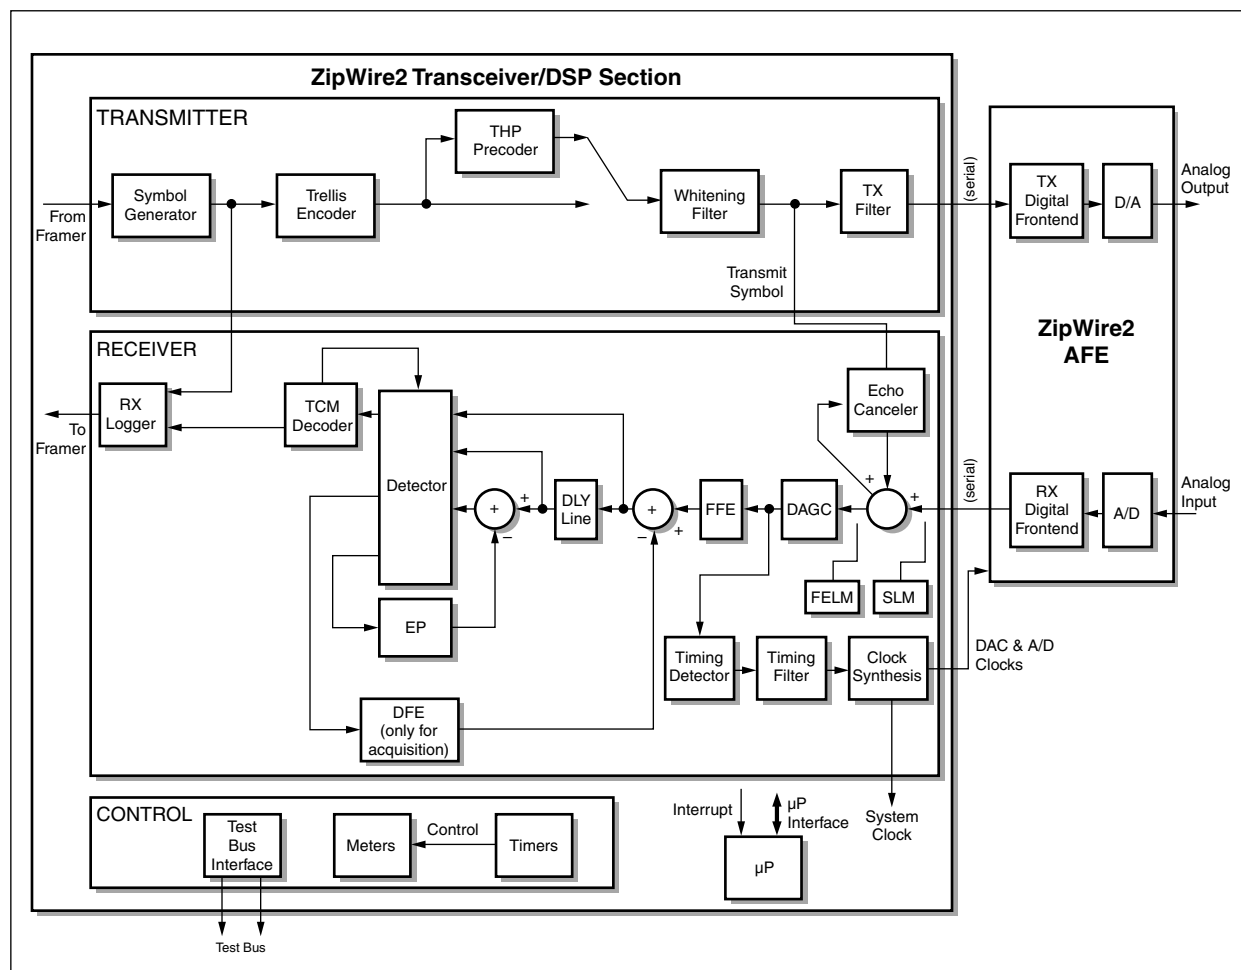 ZipWire2 Transceiver/DSP Section
TRANSMITTER
THP
Precoder
Symbol
Generator
Trellis
Encoder
Whitening
Filter
TX
Filter
(serial)
TX
Digital
Frontend
D/A
Analog
Output
From
Framer
Transmit
Symbol
ZipWire2
AFE
RECEIVER
RX
Logger
TCM
Decoder
Echo
Canceler
To
Framer
Detector
+
+
+
DLY
Line
+
+
FFE
DAGC
+
+
(serial)
RX
Digital
Frontend
A/D
Analog
Input
−
−
FELM
SLM
EP
Timing
Detector
Timing
Filter
Clock
Synthesis
DAC & A/D
Clocks
DFE
(only for
acquisition)
CONTROL
Test
Bus
Interface
Meters
Control
Timers
Interrupt
µP
Interface
µP
System
Clock
Test Bus